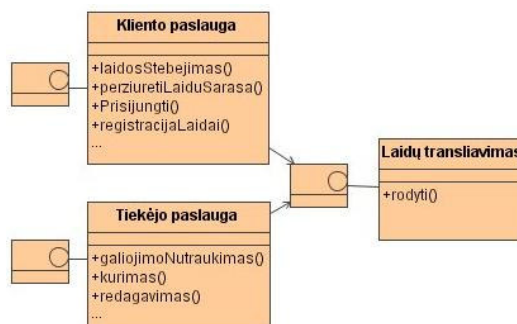 Kliento paslauga
+laidosStebejimas()
+perziuretiLaiduSarasa()
+Prisijungti()
+registracijaLaidai()
...
Laidų transliavimas
+rodyti()
Tiekėjo paslauga
+galiojimoNutraukimas()
+kurimas()
+redagavimas()
...